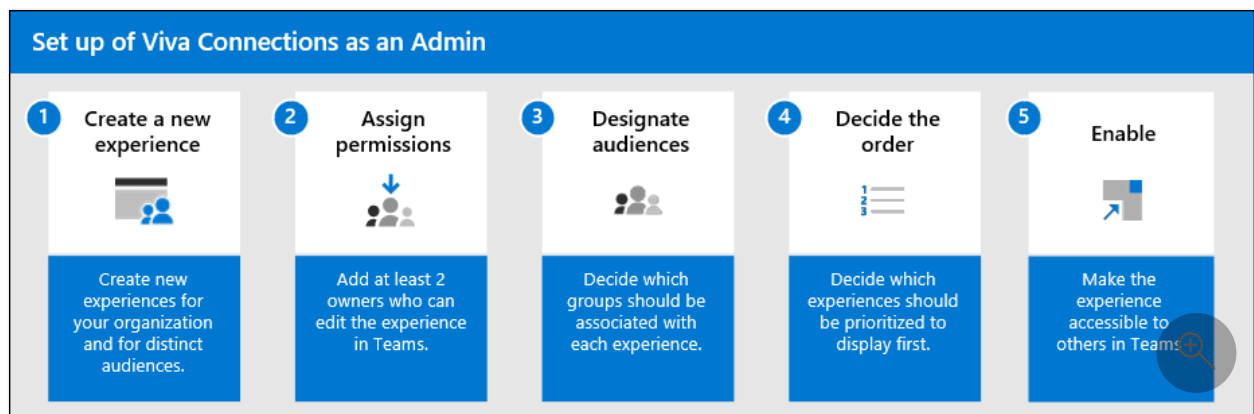 Set up of Viva Connections as an Admin
1
Create a new
experience
Create new
experiences for
your organization
and for distinct
audiences.
2
Assign
permissions
Add at least 2
owners who can
edit the experience
in Teams.
3
Designate
audiences
Decide which
groups should be
associated with
each experience.
4
Decide the
order
1
2
3
Decide which
experiences should
be prioritized to
display first.
5
Enable
Make the
experience
accessible to
others in Teams